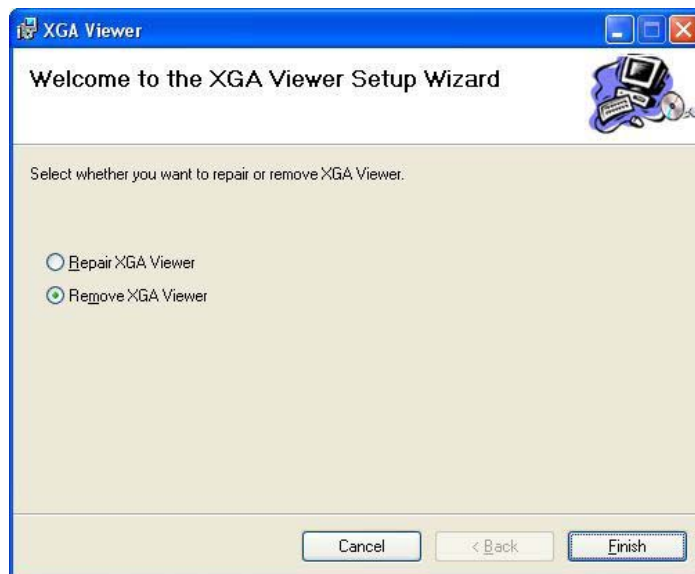 XGA Viewer
Welcome to the XGA Viewer Setup Wizard
Select whether you want to repair or remove XGA Viewer.
Repair XGA Viewer
Remove XGA Viewer
Cancel
< Back
Finish